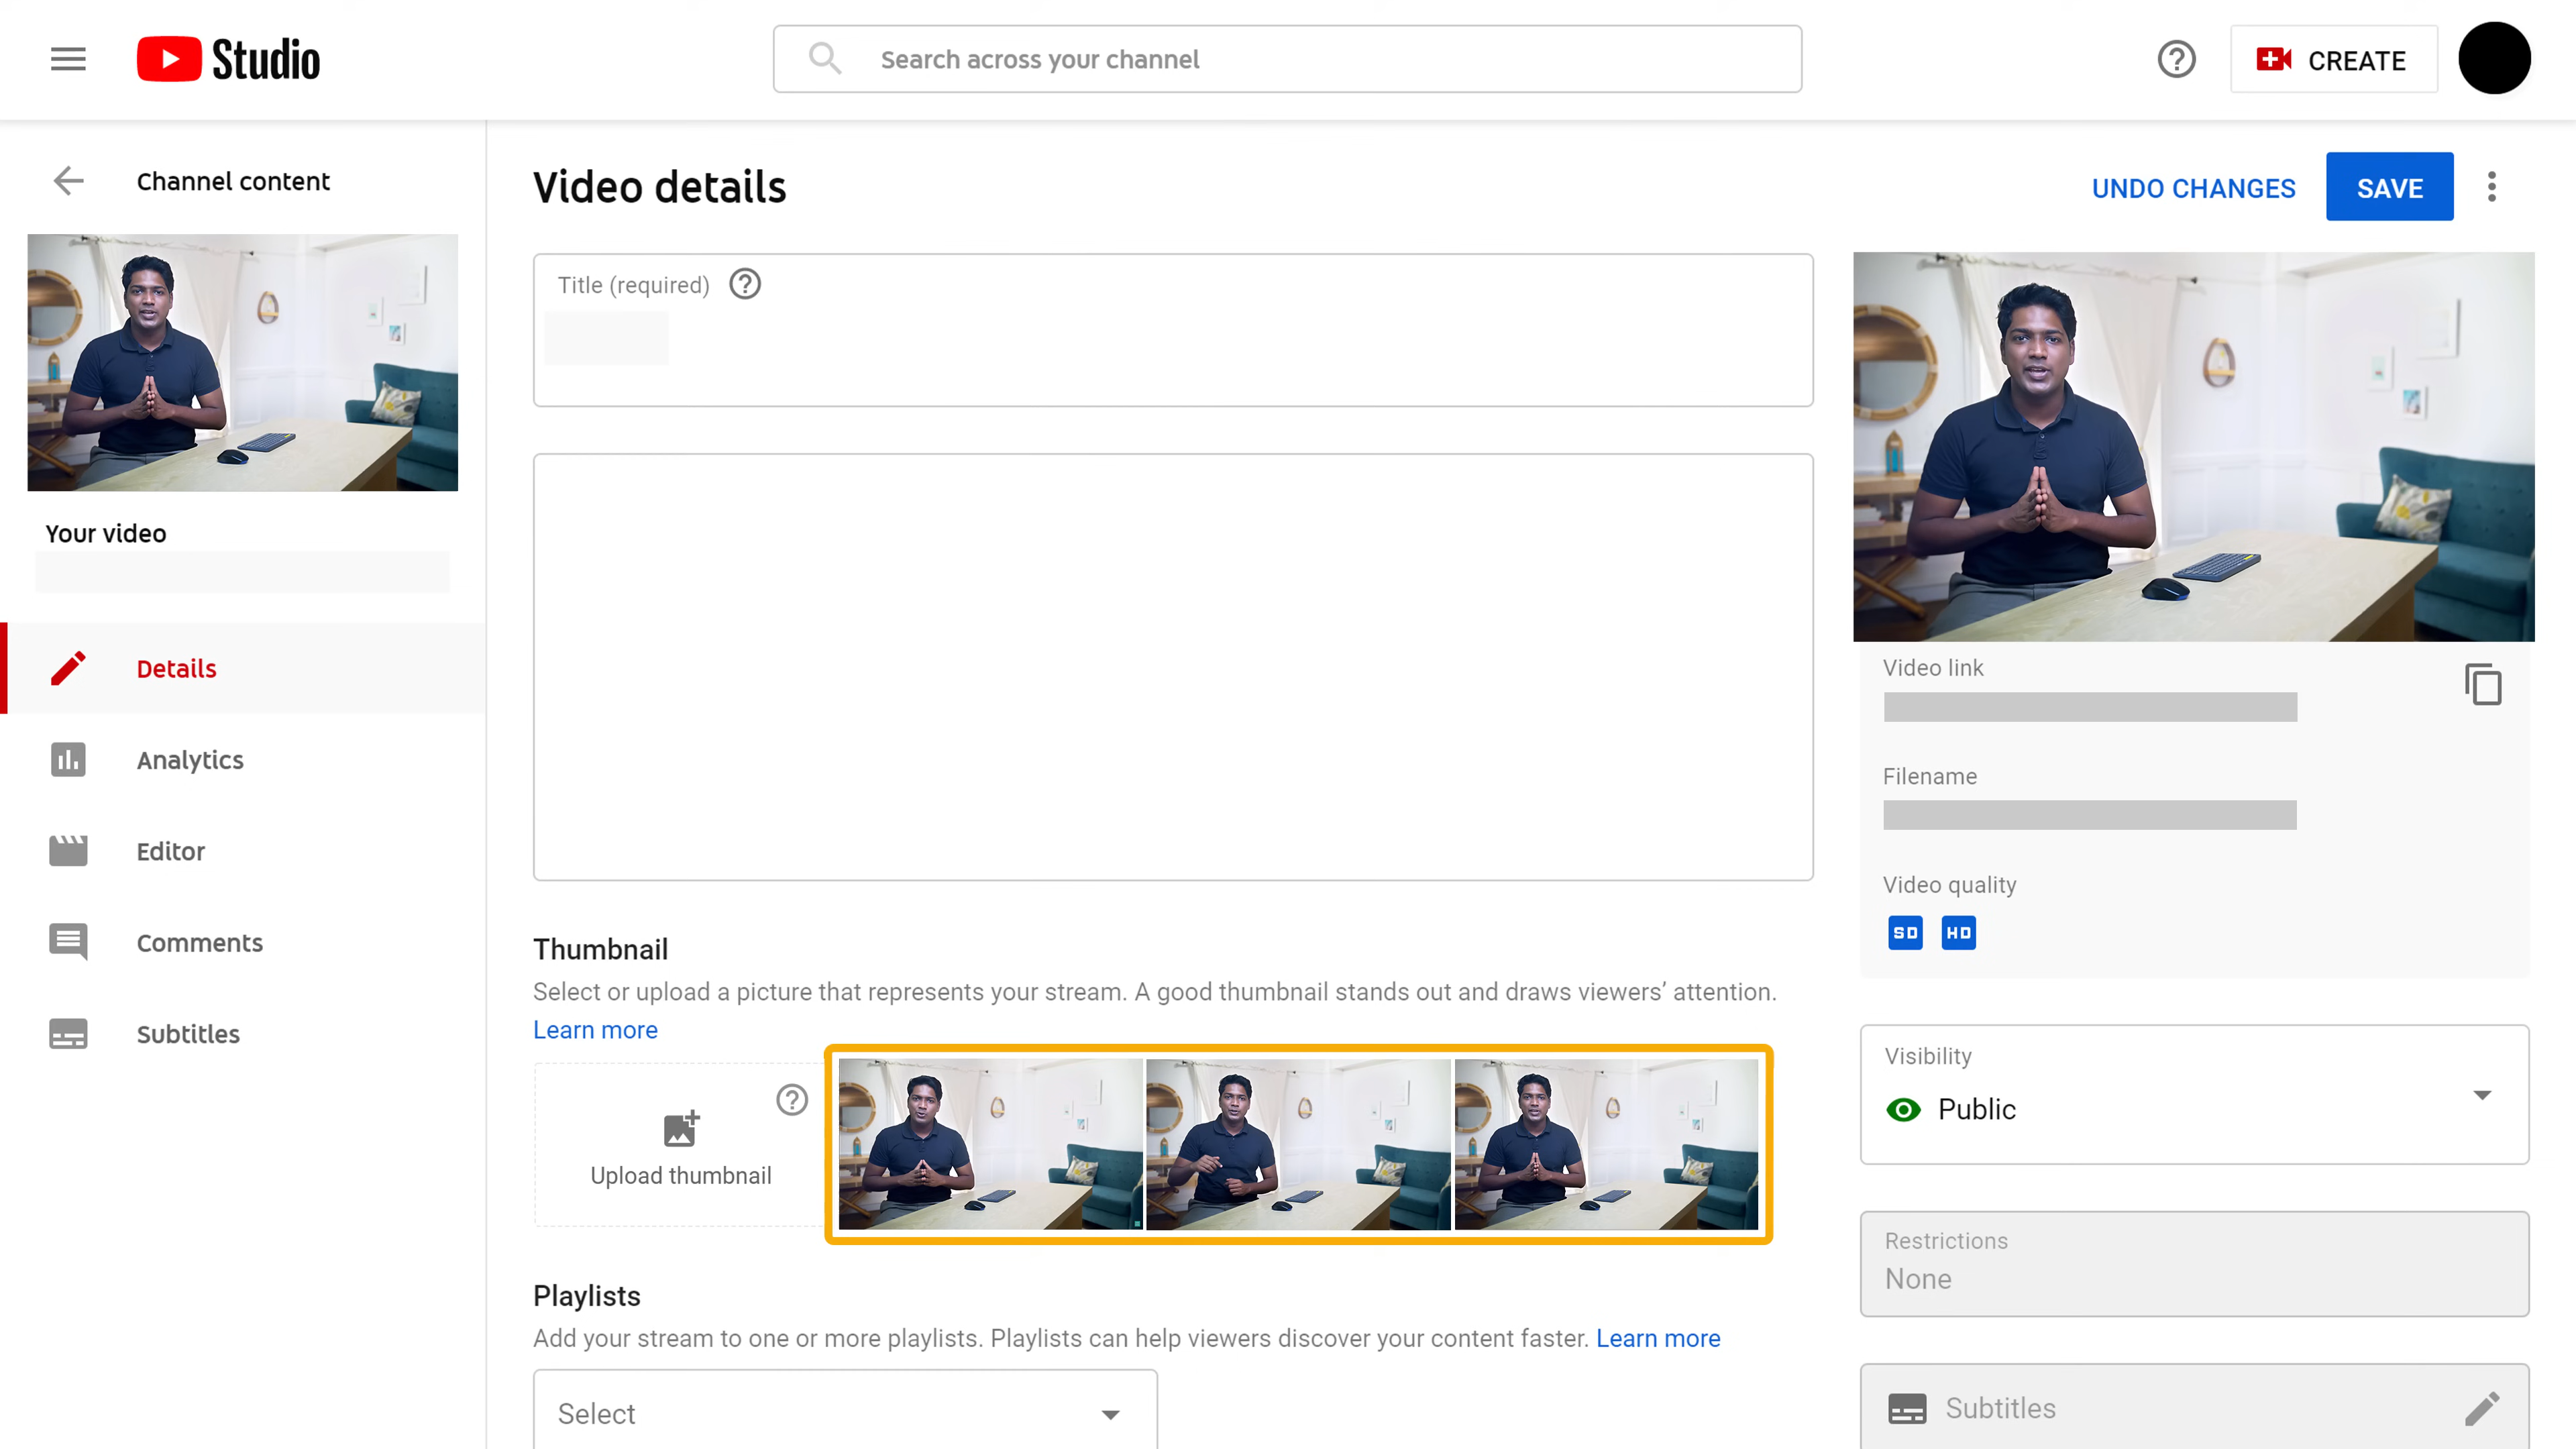 Studio
Search across your channel
CREATE
Channel content
Video details
UNDO CHANGES
SAVE
Title (required)
Your video
Details
Analytics
Editor
Comments
Subtitles
Video link
Filename
Video quality
SD HD
Thumbnail
Select or upload a picture that represents your stream. A good thumbnail stands out and draws viewers’ attention.
Learn more
Upload thumbnail
Visibility
Public
Restrictions
None
Playlists
Add your stream to one or more playlists. Playlists can help viewers discover your content faster. Learn more
Select
Subtitles